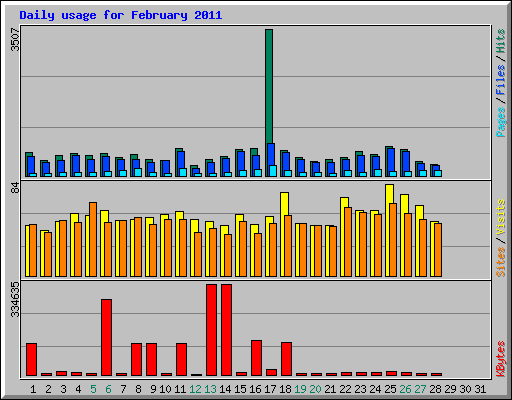 Daily usage for February 2011
3507
Pages / Files / Hits
84
Sites / Visits
334635
KBytes
1 2 3 4 5 6 7 8 9 10 11 12 13 14 15 16 17 18 19 20 21 22 23 24 25 26 27 28 29 30 31